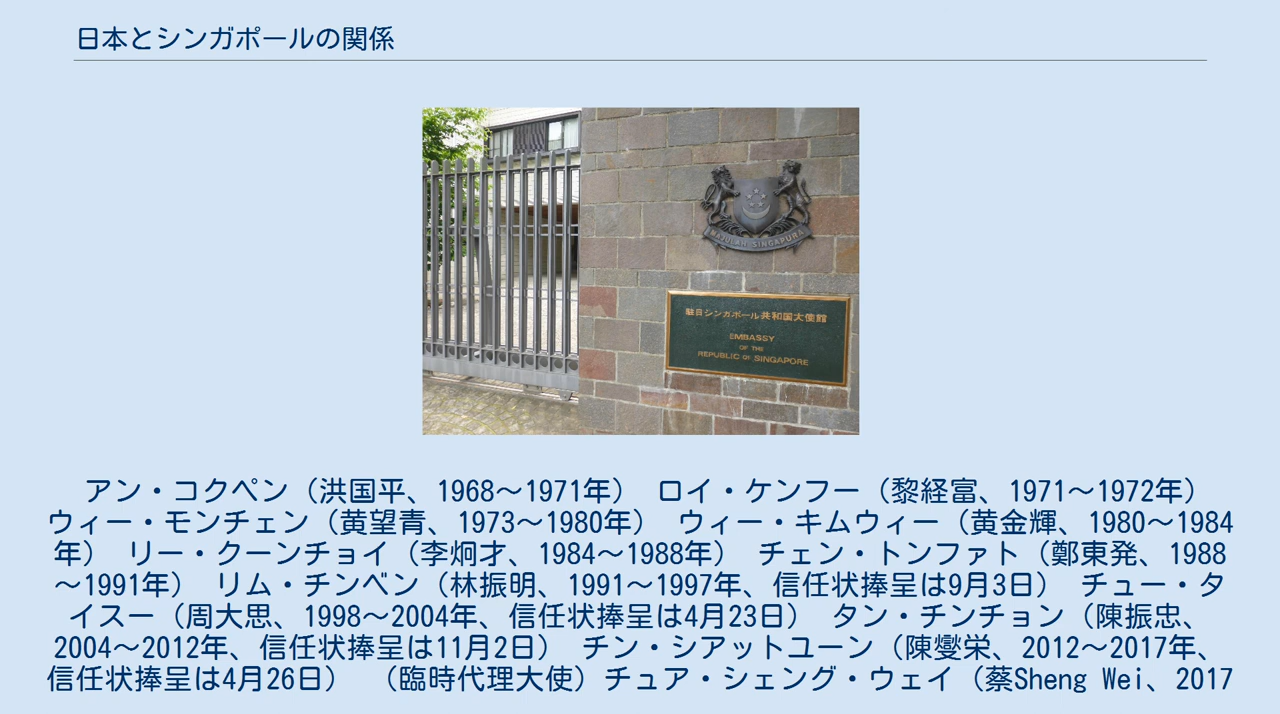 日本とシンガポールの関係
MAJULAH SINGAPURA
駐日シンガポール共和国大使館
EMBASSY
OF THE
REPUBLIC OF SINGAPORE
アン・コクペン（洪国平、1968～1971年）　ロイ・ケンフー（黎経富、1971～1972年）
ウィー・モンチェン（黄望青、1973～1980年）　ウィー・キムウィー（黄金輝、1980～1984
年）　リー・クーンチョイ（李炯才、1984～1988年）　チェン・トンファト（鄭東発、1988
～1991年）　リム・チンベン（林振明、1991～1997年、信任状捧呈は9月3日）　チュー・タ
イスー（周大思、1998～2004年、信任状捧呈は4月23日）　タン・チンチョン（陳振忠、
2004～2012年、信任状捧呈は11月2日）　チン・シアットユーン（陳燮栄、2012～2017年、
信任状捧呈は4月26日）　（臨時代理大使）チュア・シェング・ウェイ（蔡Sheng Wei、2017